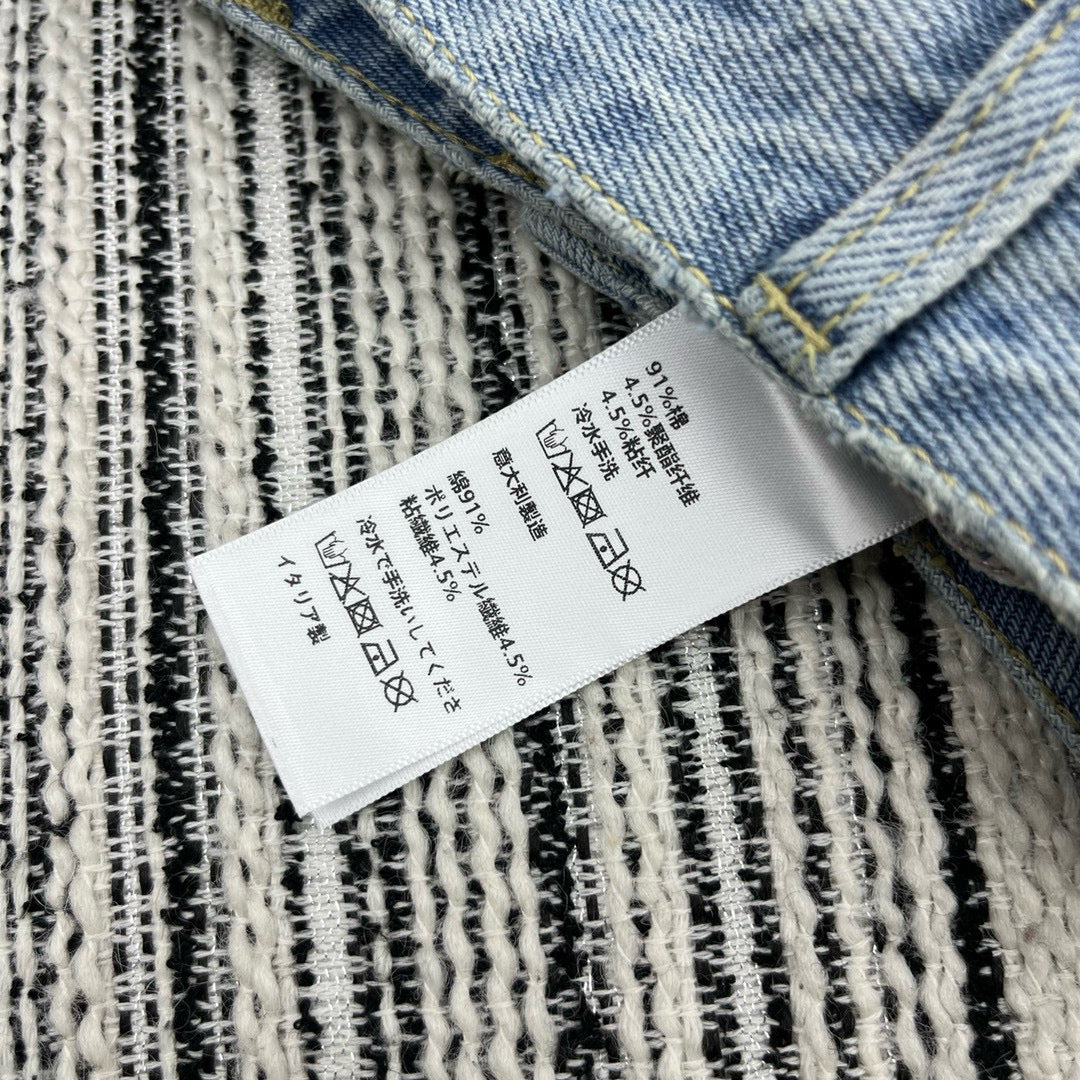 91%棉
4.5%聚酯纤维
4.5%粘纤
冷水手洗
意大利製造
綿91%
ポリエステル繊維4.5%
粘繊維4.5%
冷水で手洗いしてくださ
イタリア製